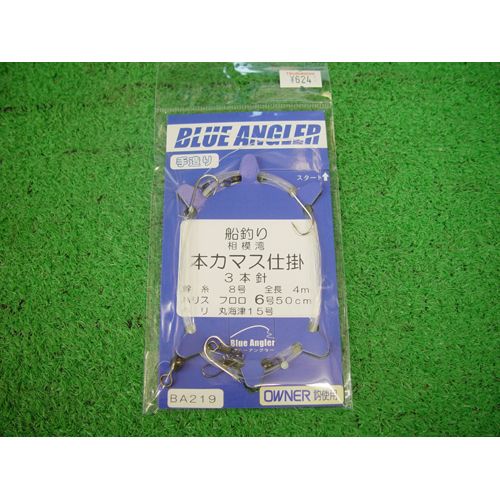 ¥624
BLUE ANGLER
手造り
スタート↑
船釣り
相模湾
本カマス仕掛
3本針
幹 糸 8号 全長 4m
ハリス フロロ 6号50cm
リ 丸海津15号
Blue Angler
ブルーアングラー
BA219
OWNER 鈎使用